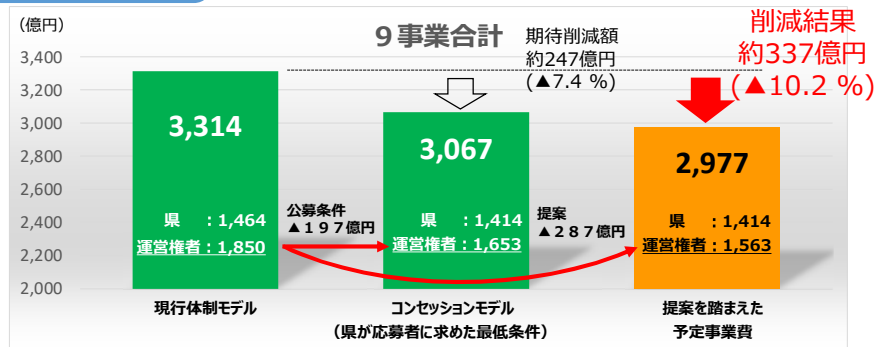 (億円)
９事業合計
期待削減額
約247億円
(▲7.4 %)
削減結果
約337億円
(▲10.2 %)
3,400
3,200
3,000
2,800
2,600
2,400
2,200
2,000
3,314
県　：1,464
運営権者：1,850
公募条件
▲１９７億円
3,067
県　：1,414
運営権者：1,653
提案
▲２８７億円
2,977
県　：1,414
運営権者：1,563
現行体制モデル
コンセッションモデル
（県が応募者に求めた最低条件）
提案を踏まえた
予定事業費